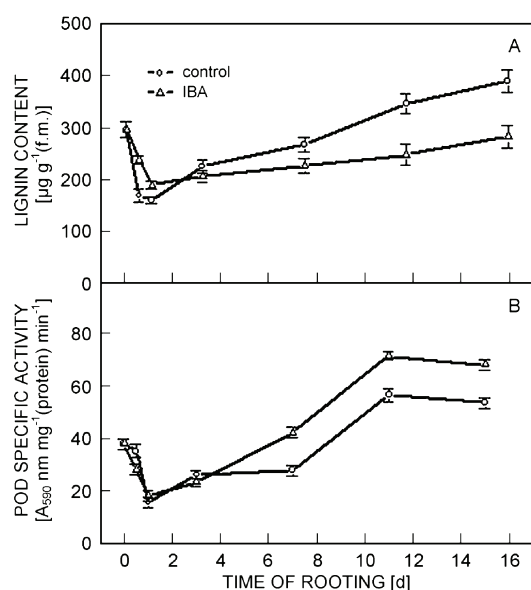 500
A
control
400
IBA
300
200
100
0
LIGNIN CONTENT
[µg g⁻¹(f.m.)]
B
80
60
40
20
0
POD SPECIFIC ACTIVITY
[A₅₉₀ nm mg⁻¹(protein) min⁻¹]
0 2 4 6 8 10 12 14 16
TIME OF ROOTING [d]